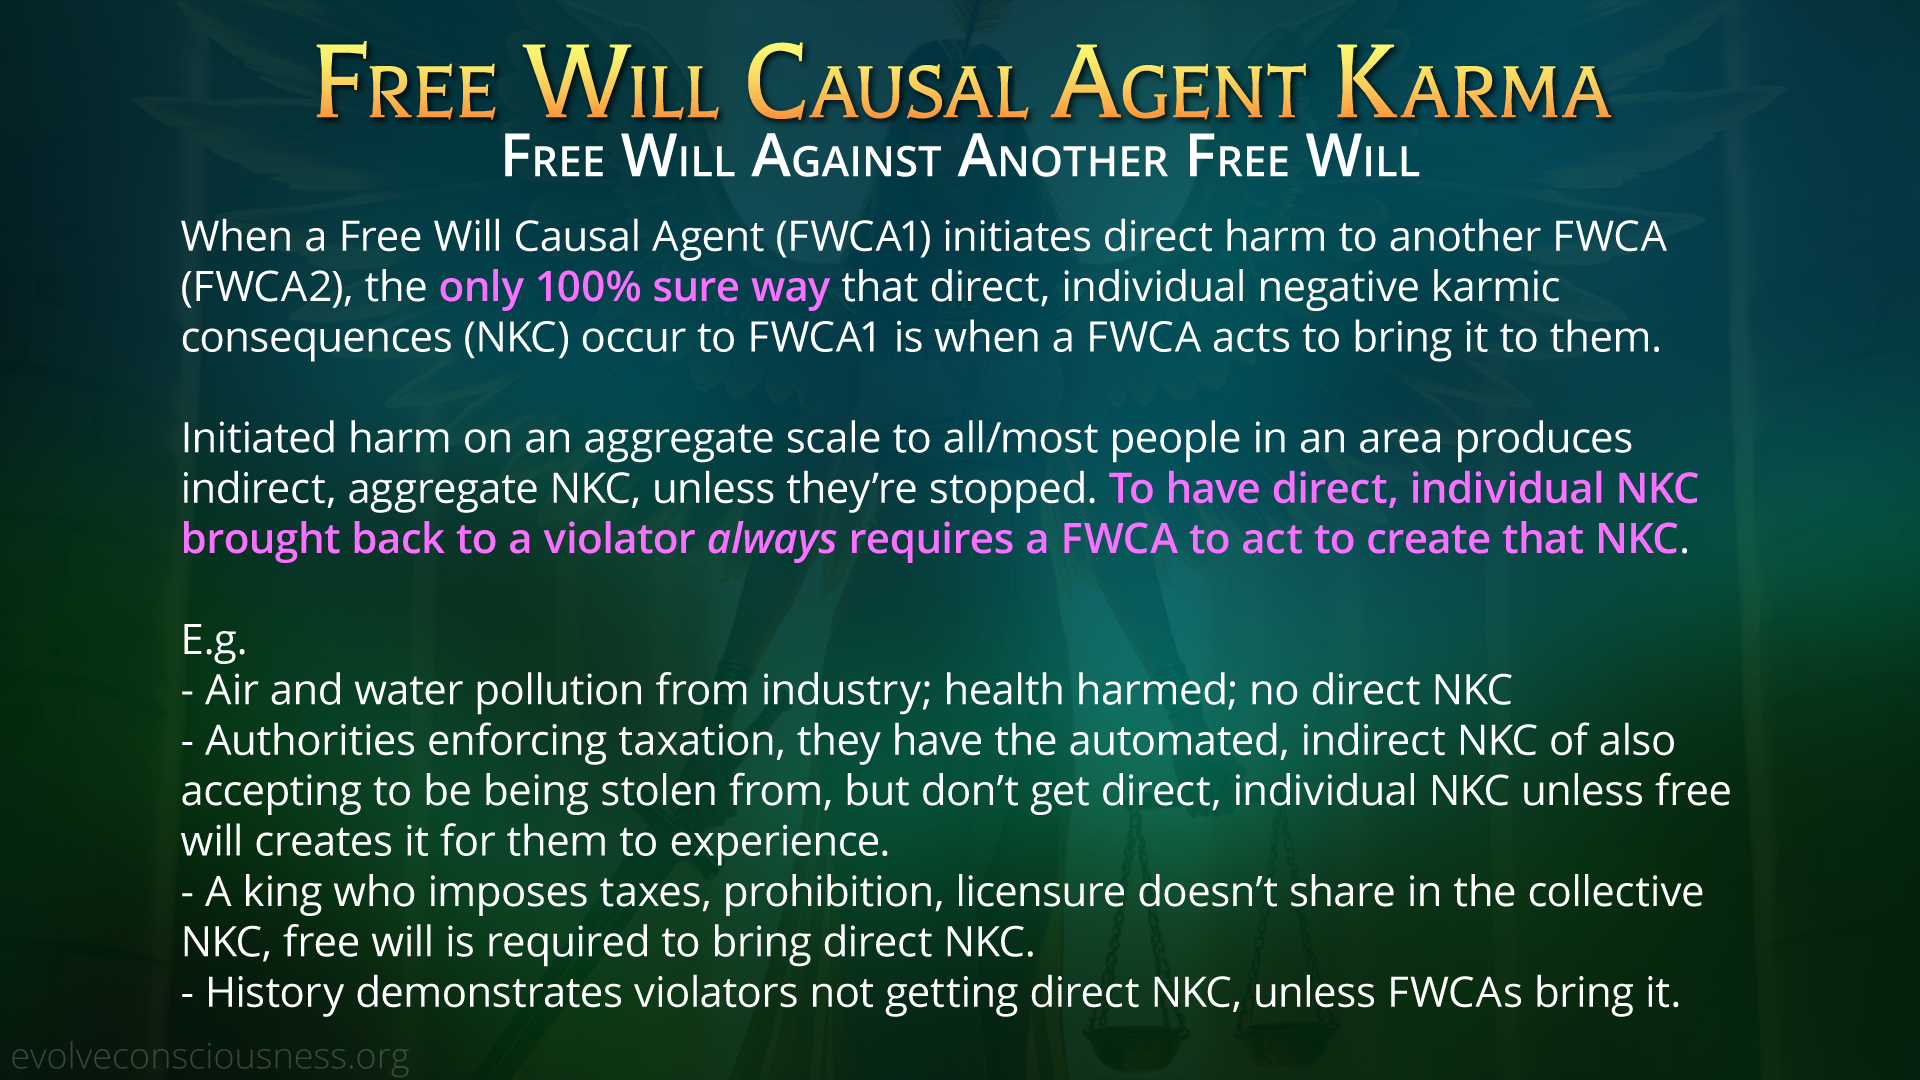 Free Will Causal Agent Karma
Free Will Against Another Free Will
When a Free Will Causal Agent (FWCA1) initiates direct harm to another FWCA
(FWCA2), the only 100% sure way that direct, individual negative karmic
consequences (NKC) occur to FWCA1 is when a FWCA acts to bring it to them.
Initiated harm on an aggregate scale to all/most people in an area produces
indirect, aggregate NKC, unless they’re stopped. To have direct, individual NKC
brought back to a violator always requires a FWCA to act to create that NKC.
E.g.
- Air and water pollution from industry; health harmed; no direct NKC
- Authorities enforcing taxation, they have the automated, indirect NKC of also
accepting to be being stolen from, but don’t get direct, individual NKC unless free
will creates it for them to experience.
- A king who imposes taxes, prohibition, licensure doesn’t share in the collective
NKC, free will is required to bring direct NKC.
- History demonstrates violators not getting direct NKC, unless FWCAs bring it.
evolveconsciousness.org